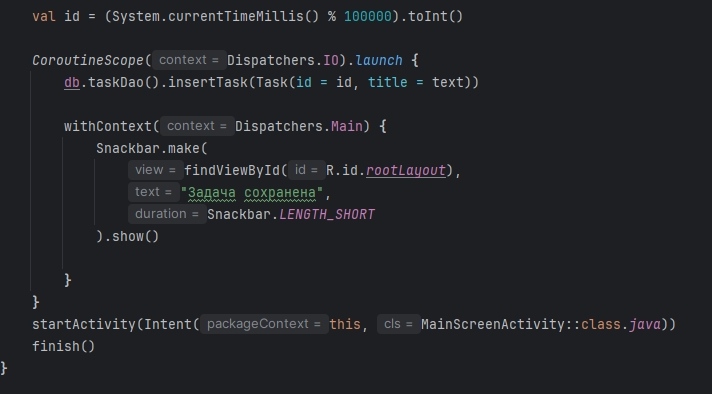 val id = (System.currentTimeMillis() % 100000).toInt()
CoroutineScope( context = Dispatchers.IO).launch {
db.taskDao().insertTask(Task(id = id, title = text))
withContext( context = Dispatchers.Main) {
Snackbar.make(
view = findViewById( id = R.id.rootLayout),
text = "Задача сохранена",
duration = Snackbar.LENGTH_SHORT
).show()
}
}
startActivity(Intent( packageContext = this, cls = MainScreenActivity::class.java))
finish()
}